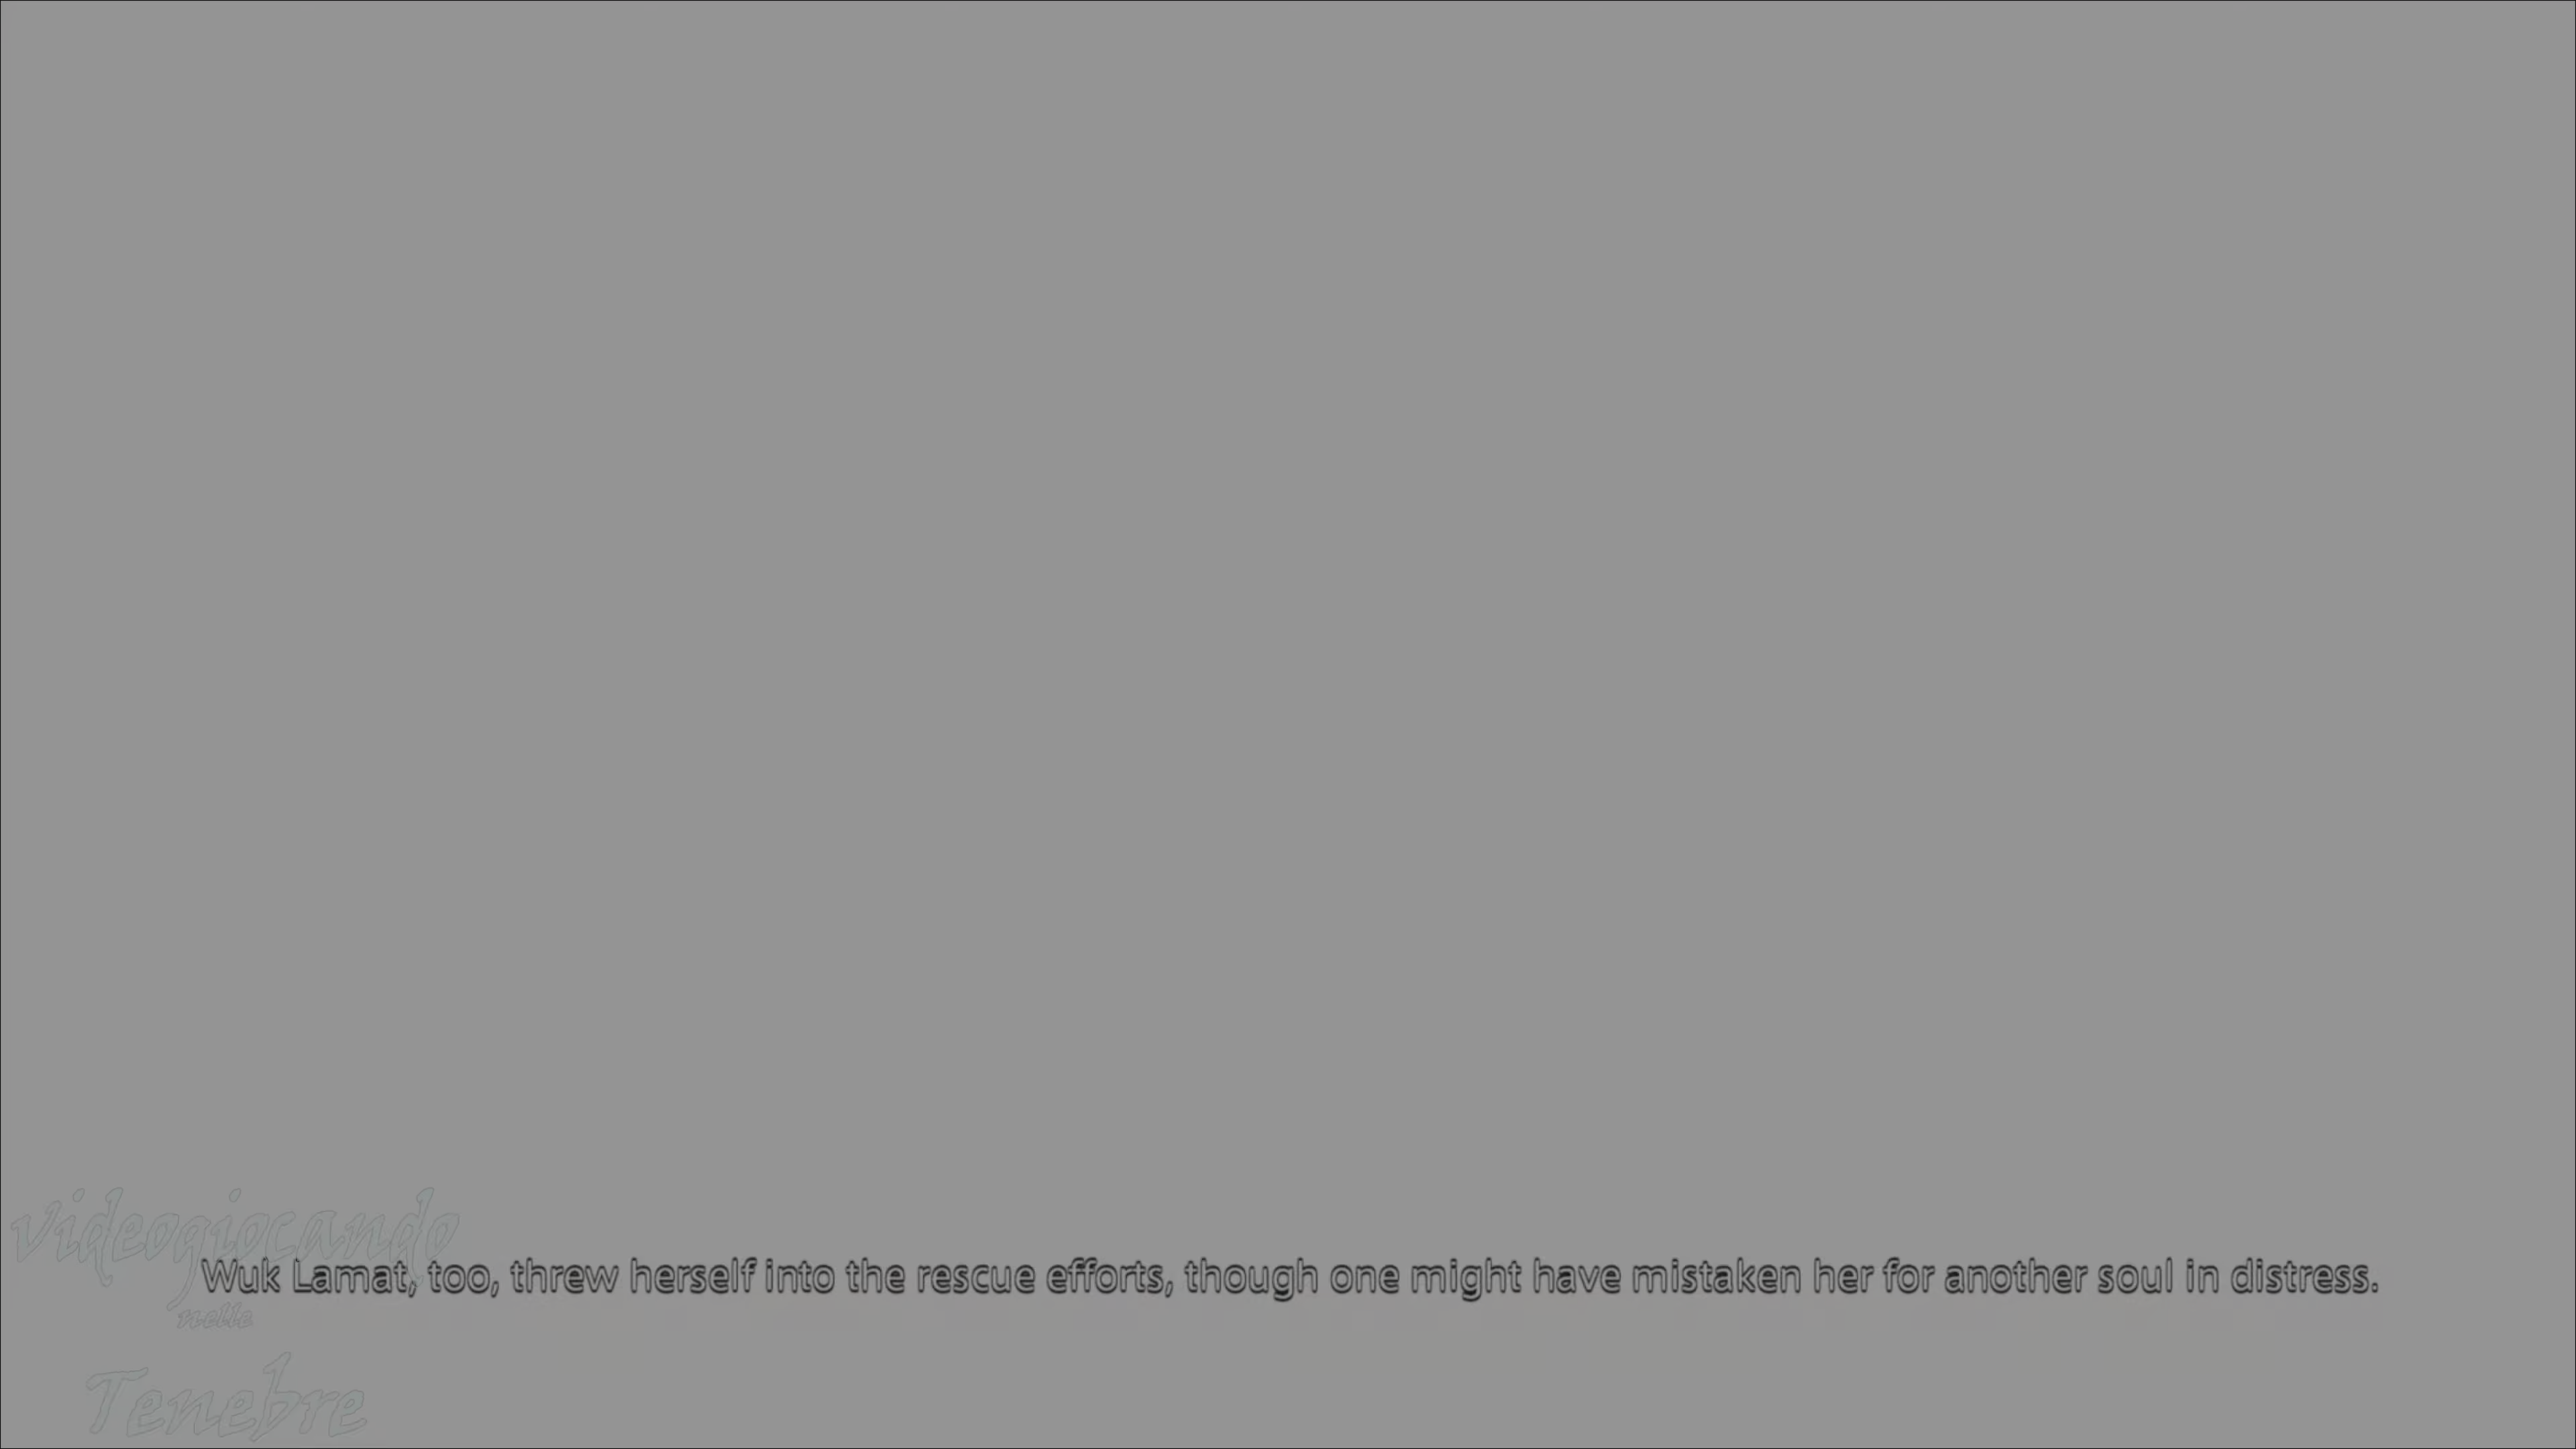 videogiocando
Wuk Lamat, too, threw herself into the rescue efforts, though one might have mistaken her for another soul in distress.
nelle
Tenebre